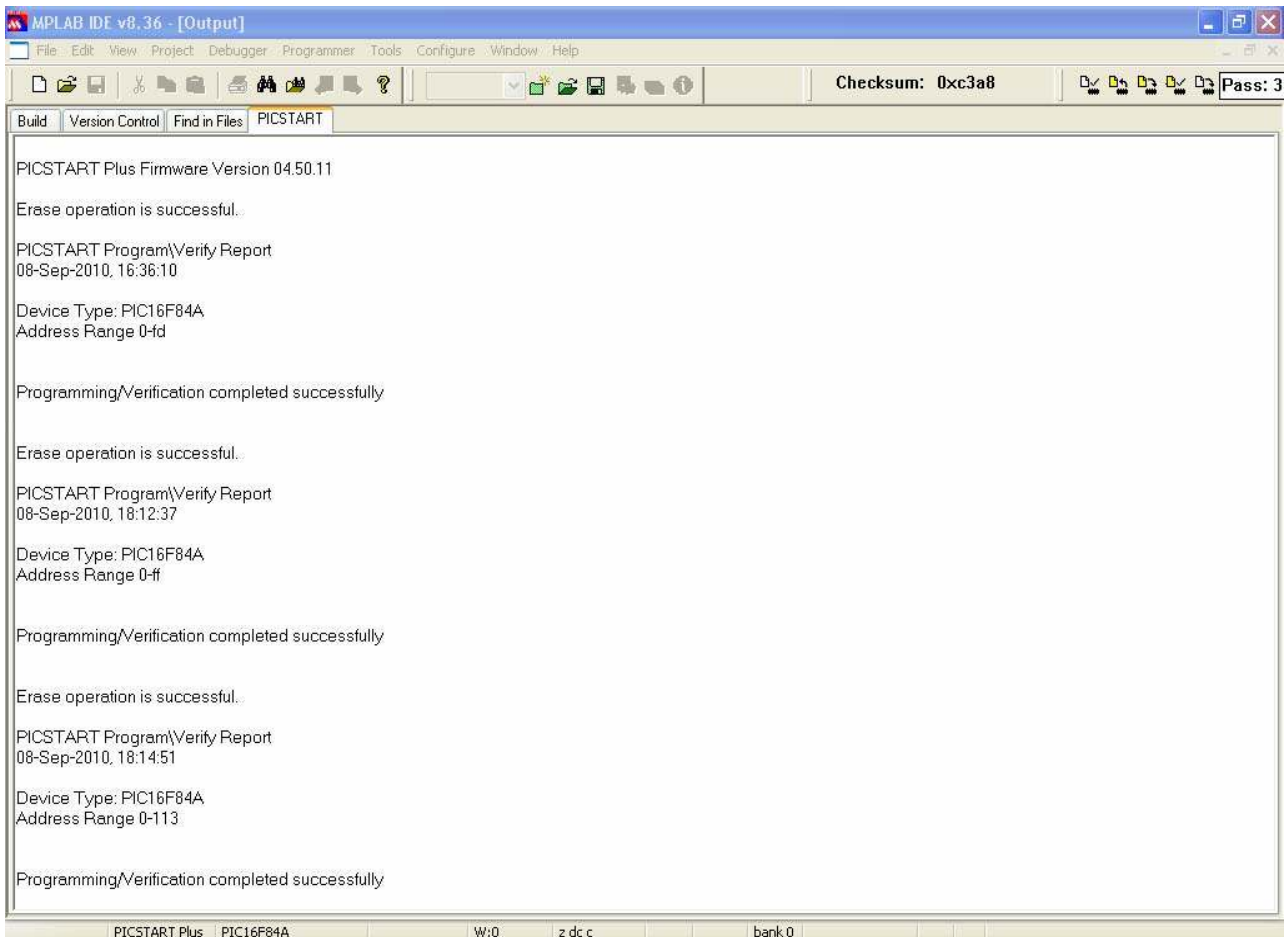 MPLAB IDE v8.36 - [Output]
File Edit View Project Debugger Programmer Tools Configure Window Help
Checksum: 0xc3a8 Pass: 3
Build Version Control Find in Files PICSTART
PICSTART Plus Firmware Version 04.50.11
Erase operation is successful.
PICSTART Program\Verify Report
08-Sep-2010, 16:36:10
Device Type: PIC16F84A
Address Range 0-fd
Programming/Verification completed successfully
Erase operation is successful.
PICSTART Program\Verify Report
08-Sep-2010, 18:12:37
Device Type: PIC16F84A
Address Range 0-ff
Programming/Verification completed successfully
Erase operation is successful.
PICSTART Program\Verify Report
08-Sep-2010, 18:14:51
Device Type: PIC16F84A
Address Range 0-113
Programming/Verification completed successfully
PICSTART Plus PIC16F84A W:0 z dc c bank 0